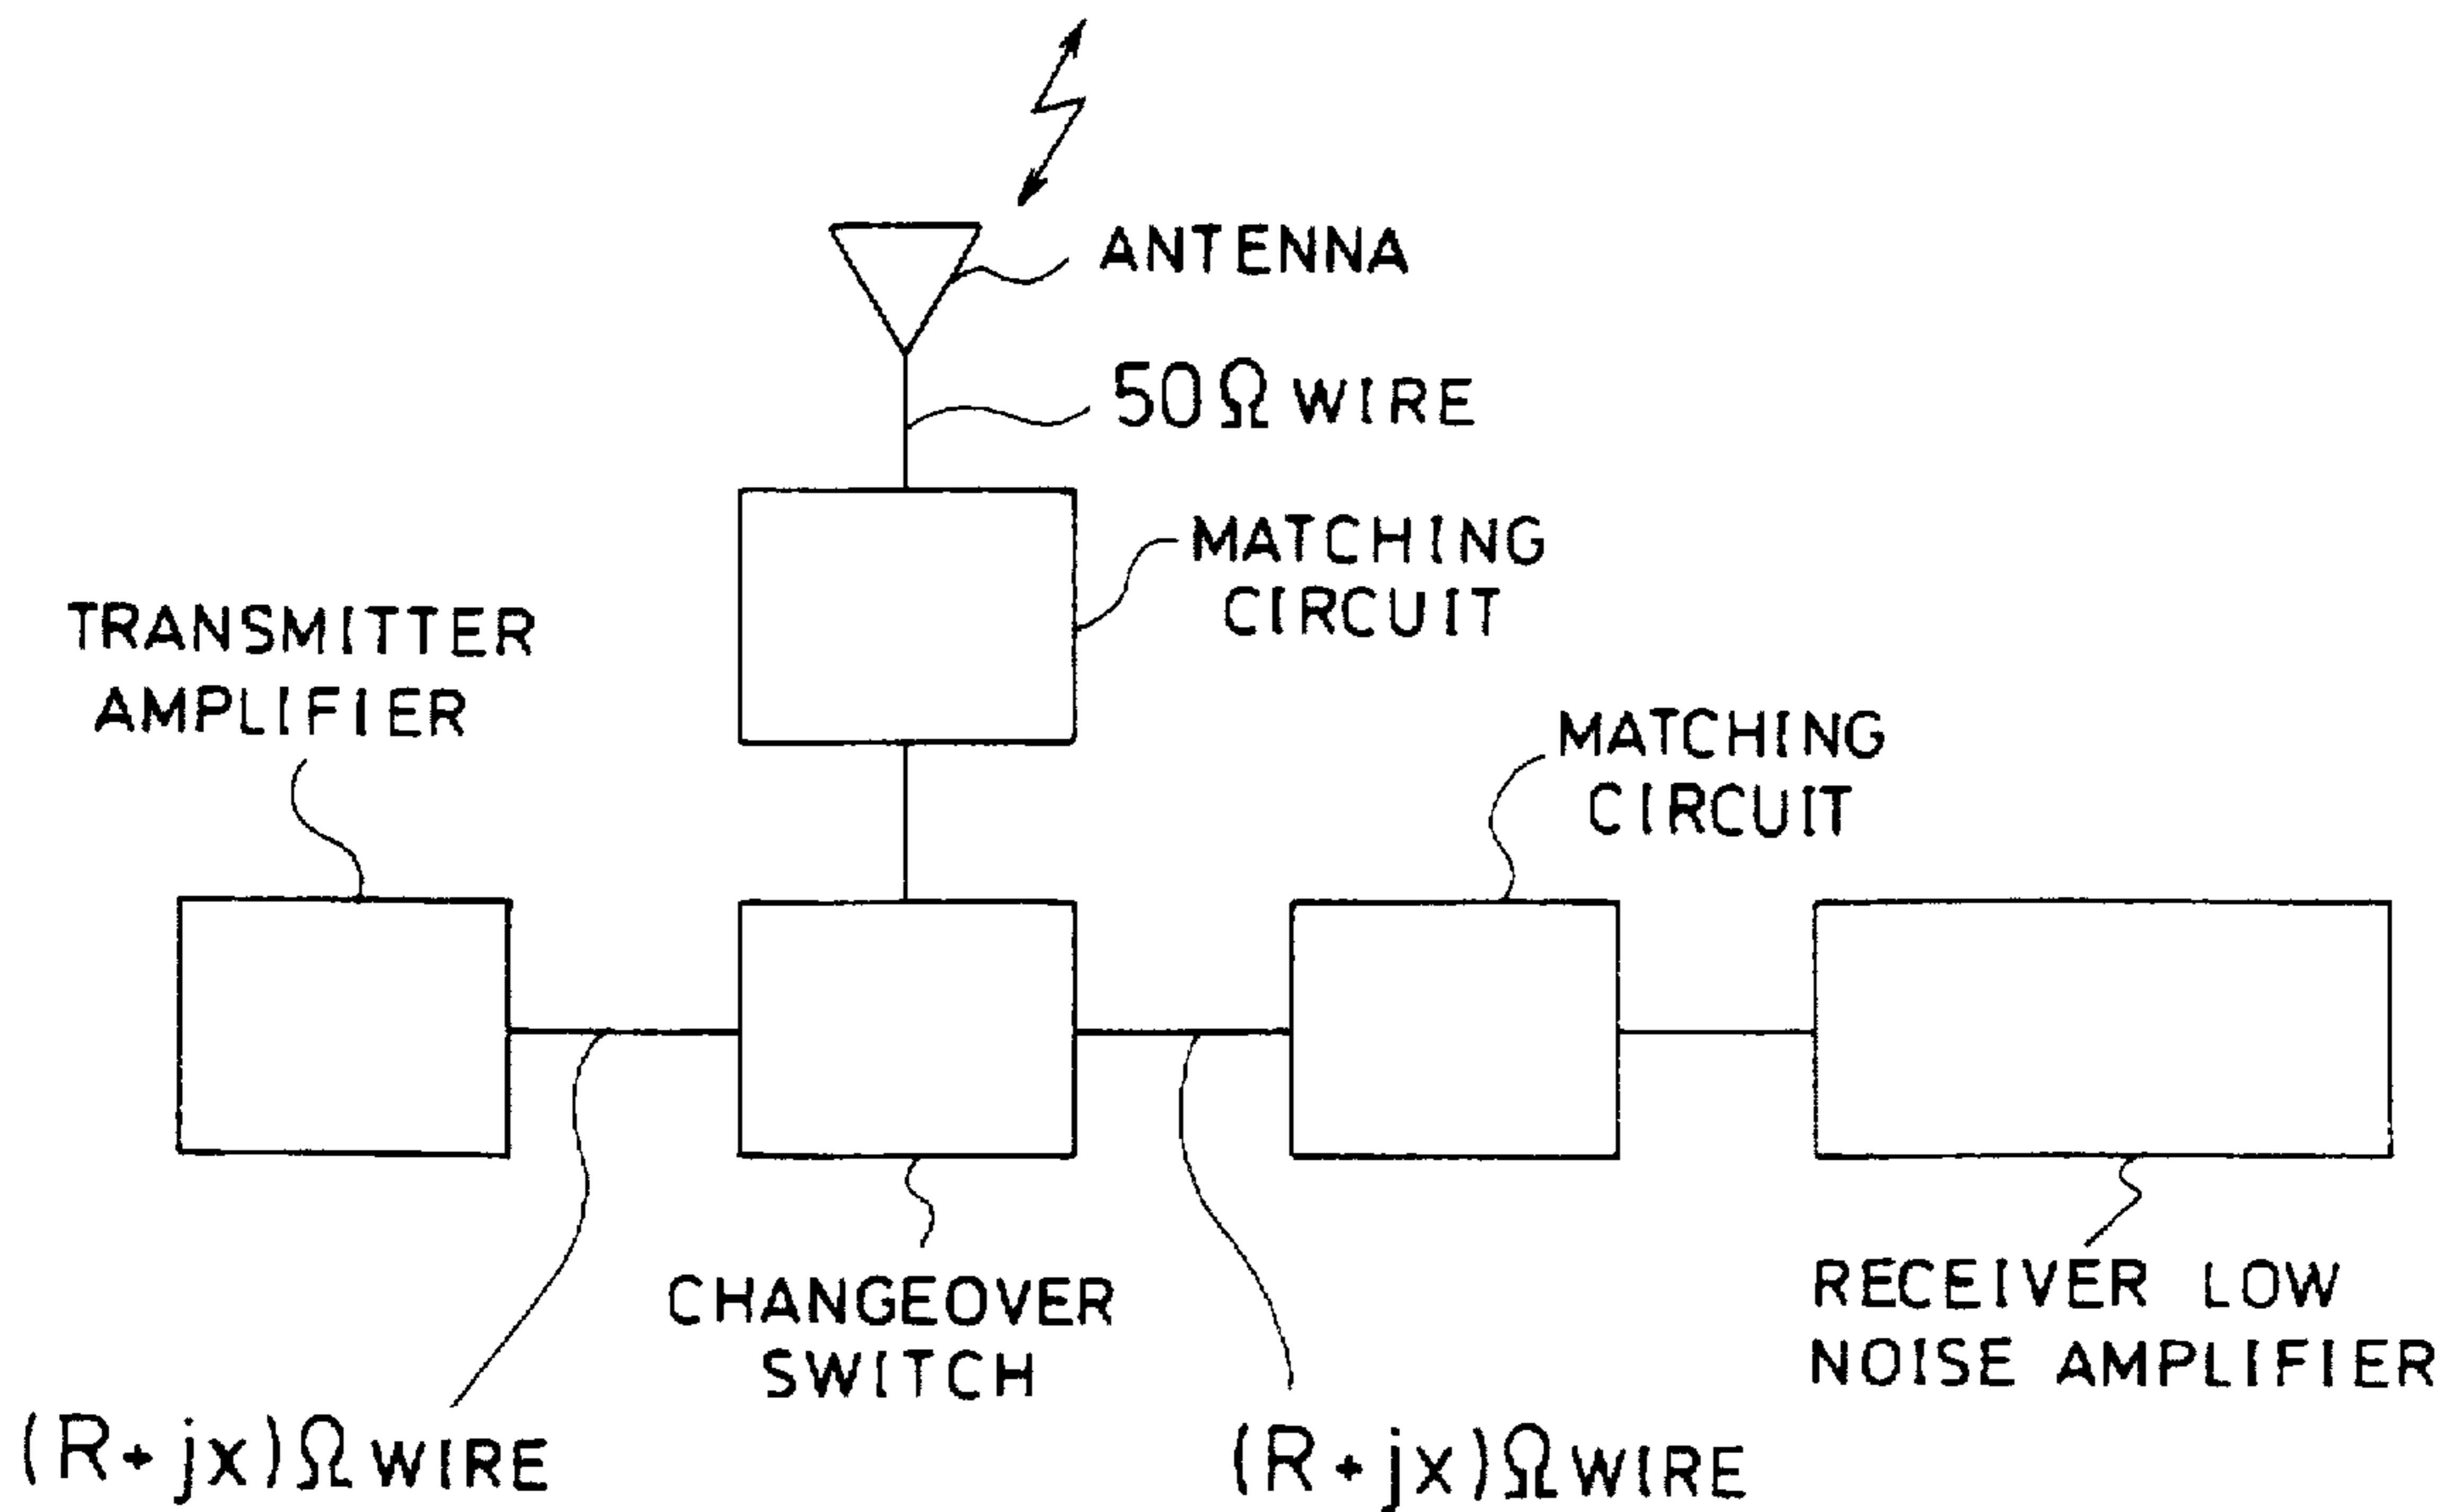 ANTENNA
50Ω WIRE
MATCHING
CIRCUIT
TRANSMITTER
AMPLIFIER
MATCHING
CIRCUIT
CHANGEOVER
SWITCH
RECEIVER LOW
NOISE AMPLIFIER
(R+jx)Ω WIRE
(R+jx)Ω WIRE